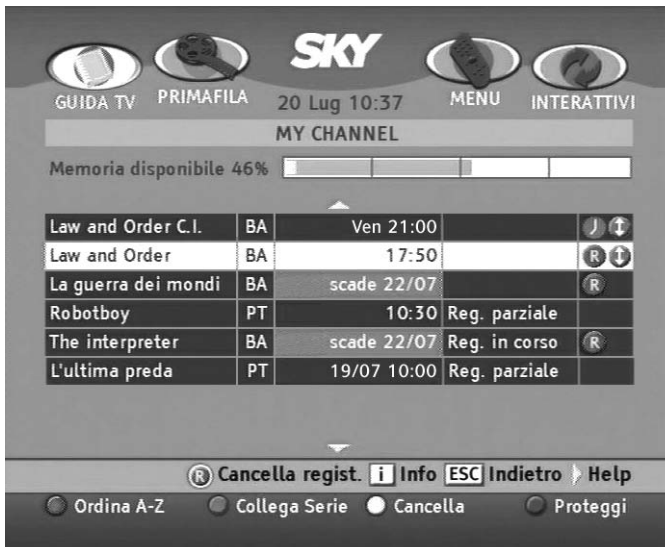 SKY
GUIDA TV PRIMAFILA 20 Lug 10:37 MENU INTERATTIVI
MY CHANNEL
Memoria disponibile 46%
Law and Order C.I. BA Ven 21:00
Law and Order BA 17:50 R
La guerra dei mondi BA scade 22/07 R
Robotboy PT 10:30 Reg. parziale
The interpreter BA scade 22/07 Reg. in corso R
L'ultima preda PT 19/07 10:00 Reg. parziale
R Cancella regist. i Info ESC Indietro Help
Ordina A-Z Collega Serie Cancella Proteggi